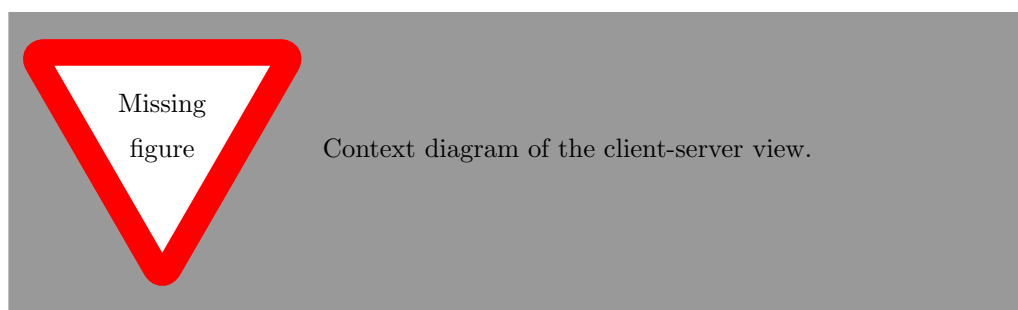 Missing
figure
Context diagram of the client-server view.